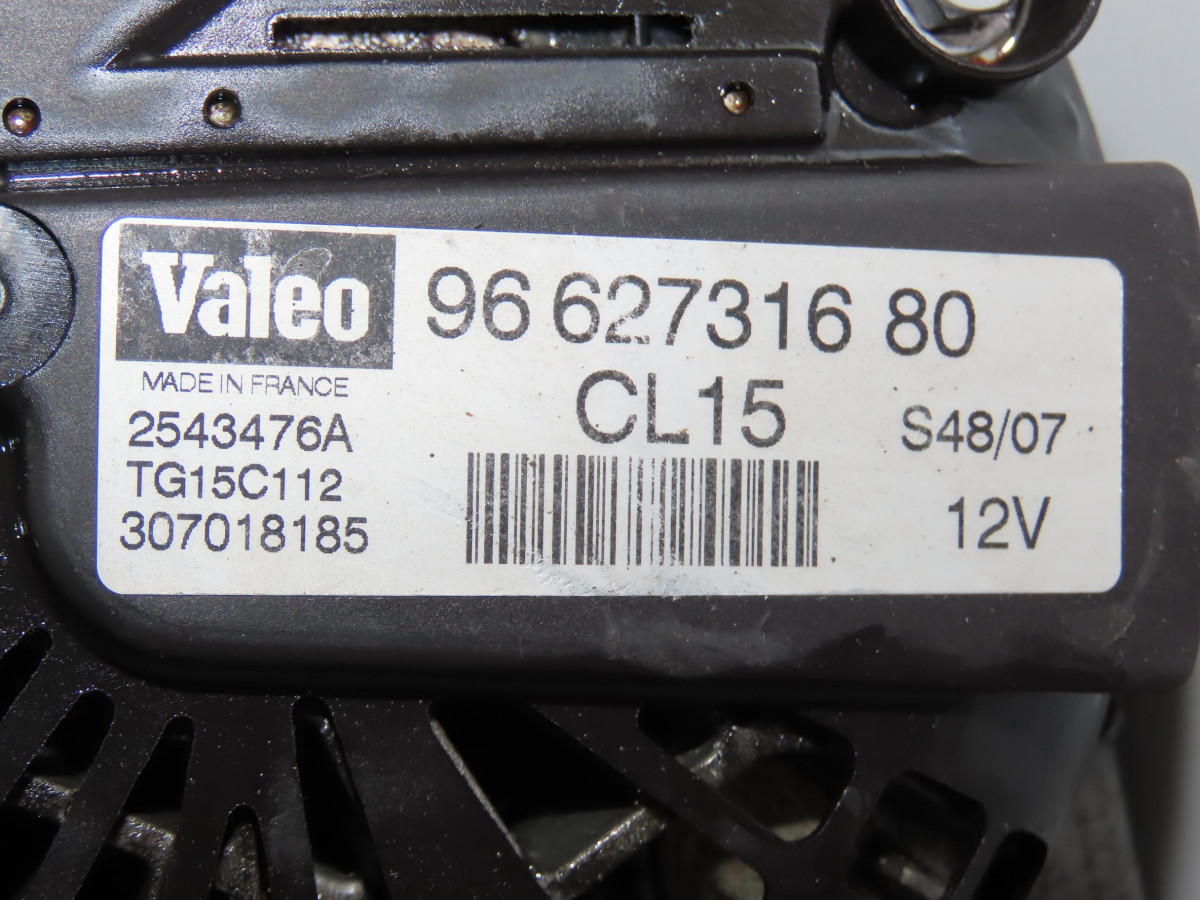 Valeo 96 627316 80
MADE IN FRANCE
CL15
2543476A
S48/07
TG15C112
307018185
12V